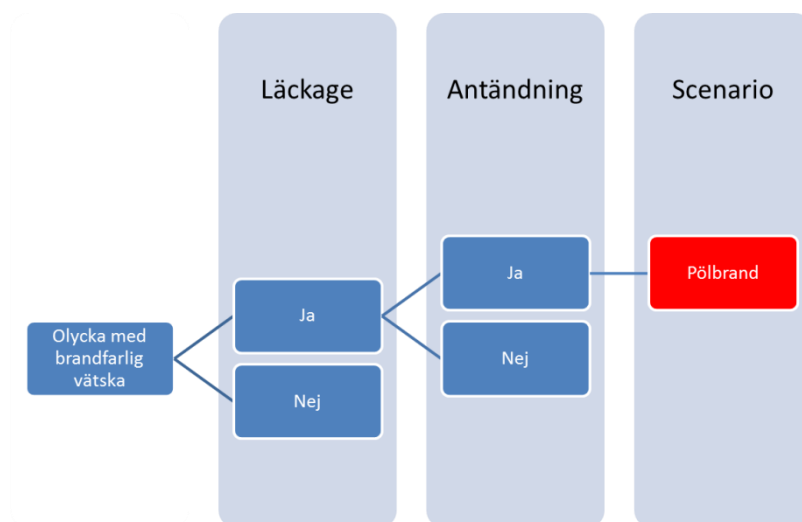 Läckage
Antändning
Scenario
Ja
Pölbrand
Ja
Olycka med
brandfarlig
vätska
Nej
Nej